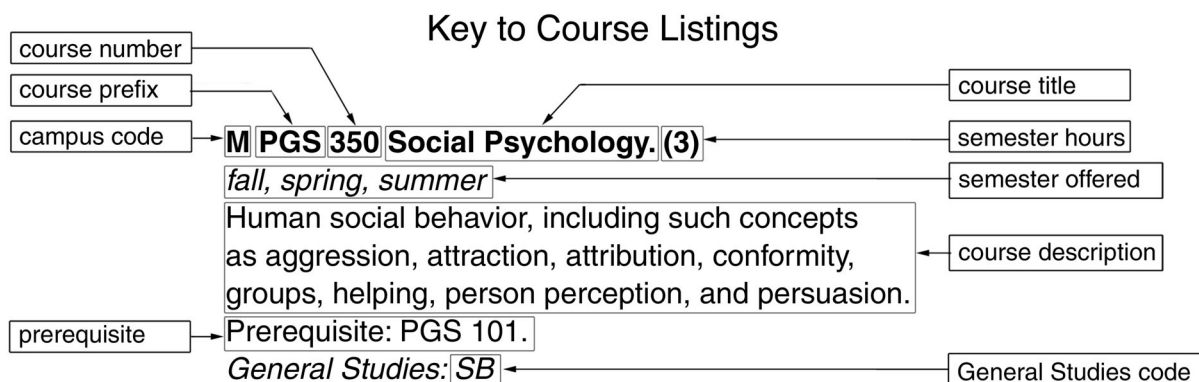 Key to Course Listings
course number
course prefix
course title
campus code
M PGS 350 Social Psychology. (3)
semester hours
fall, spring, summer
semester offered
Human social behavior, including such concepts
as aggression, attraction, attribution, conformity,
groups, helping, person perception, and persuasion.
course description
prerequisite
Prerequisite: PGS 101.
General Studies: SB
General Studies code